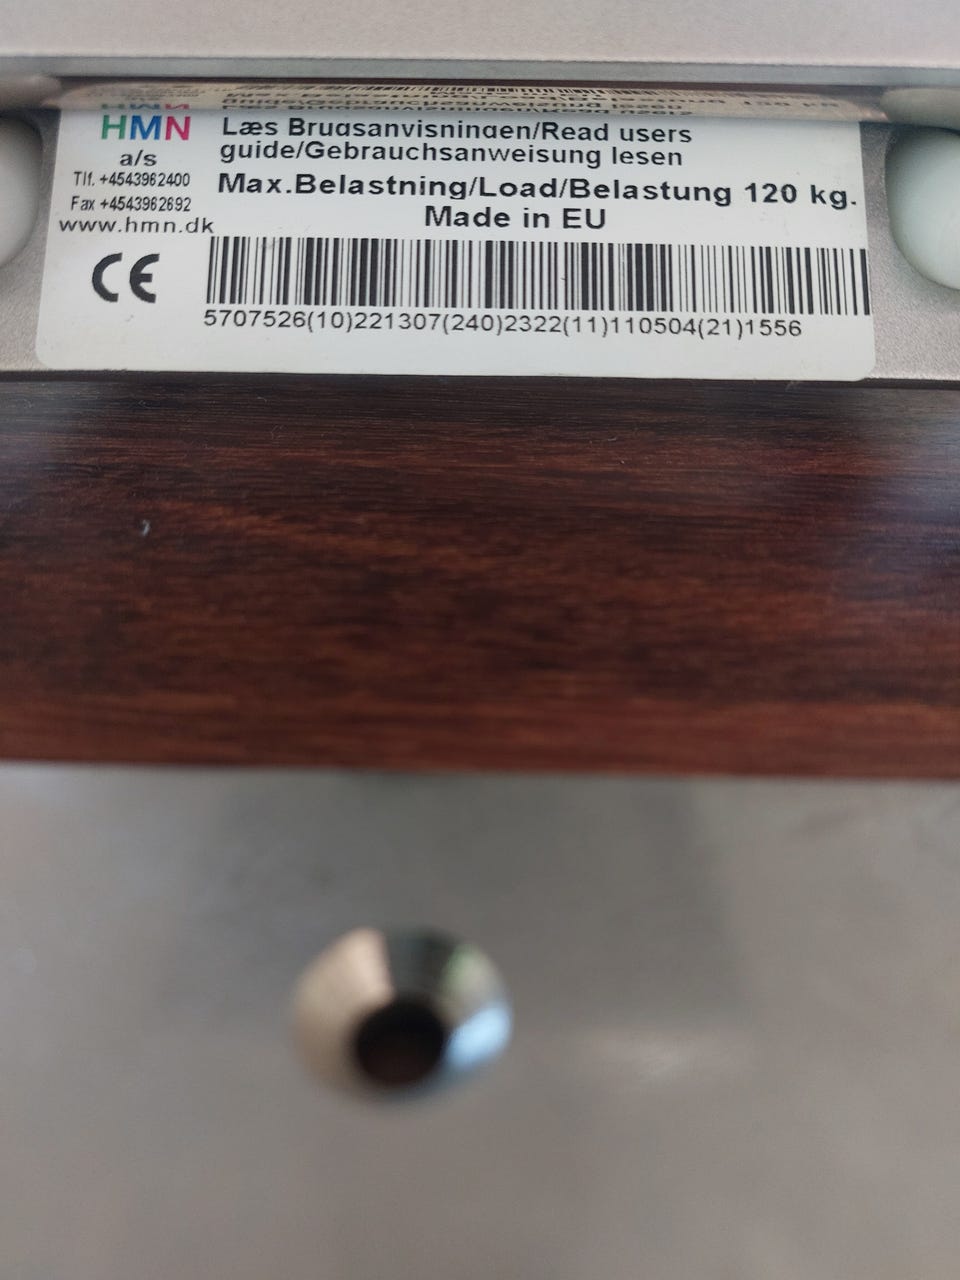 HMN
a/s
Tlf. +4543962400
Fax +4543962692
www.hmn.dk
Læs Brugsanvisningen/Read users
guide/Gebrauchsanweisung lesen
Max.Belastning/Load/Belastung 120 kg.
Made in EU
CE
5707526(10)221307(240)2322(11)110504(21)1556